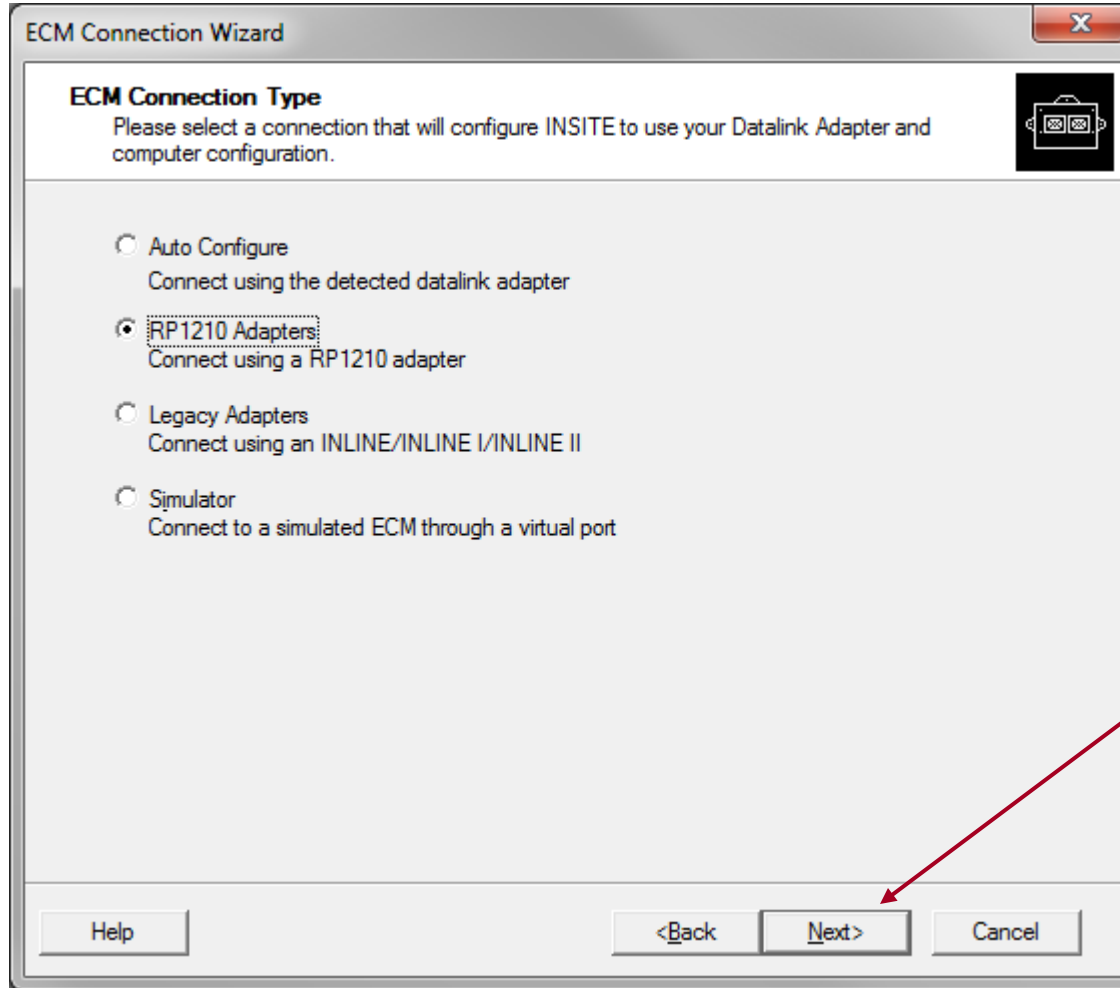 ECM Connection Wizard
X
ECM Connection Type
Please select a connection that will configure INSITE to use your Datalink Adapter and
computer configuration.
Auto Configure
Connect using the detected datalink adapter
RP1210 Adapters
Connect using a RP1210 adapter
Legacy Adapters
Connect using an INLINE/INLINE I/INLINE II
Simulator
Connect to a simulated ECM through a virtual port
Help <Back Next> Cancel